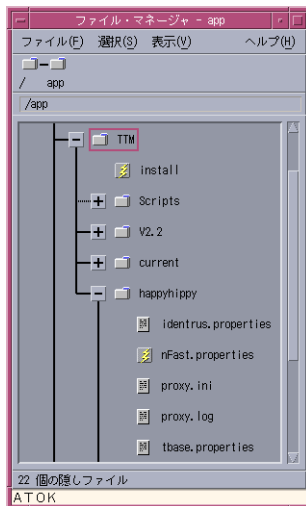 ファイル・マネージャ - app
ファイル(F) 選択(S) 表示(V) ヘルプ(H)
/ app
/app
TTM
install
Scripts
V2.2
current
happyhippy
identrus.properties
nFast.properties
proxy.ini
proxy.log
tbase.properties
22 個の隠しファイル
ATOK